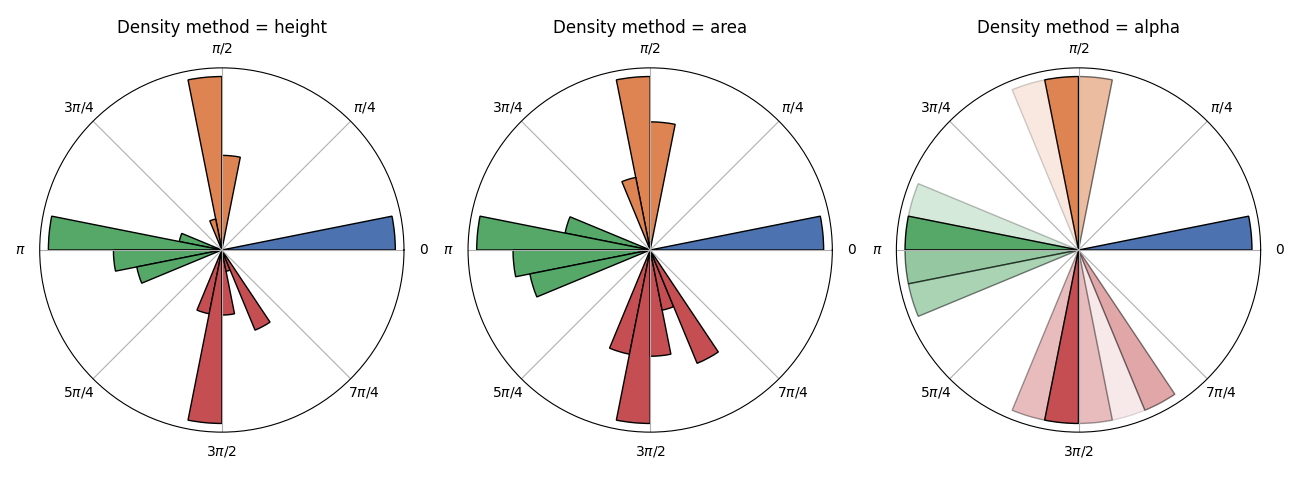 Density method = height
π/2
3π/4
π/4
π
0
5π/4
7π/4
3π/2
Density method = area
π/2
3π/4
π/4
π
0
5π/4
7π/4
3π/2
Density method = alpha
π/2
3π/4
π/4
π
0
5π/4
7π/4
3π/2